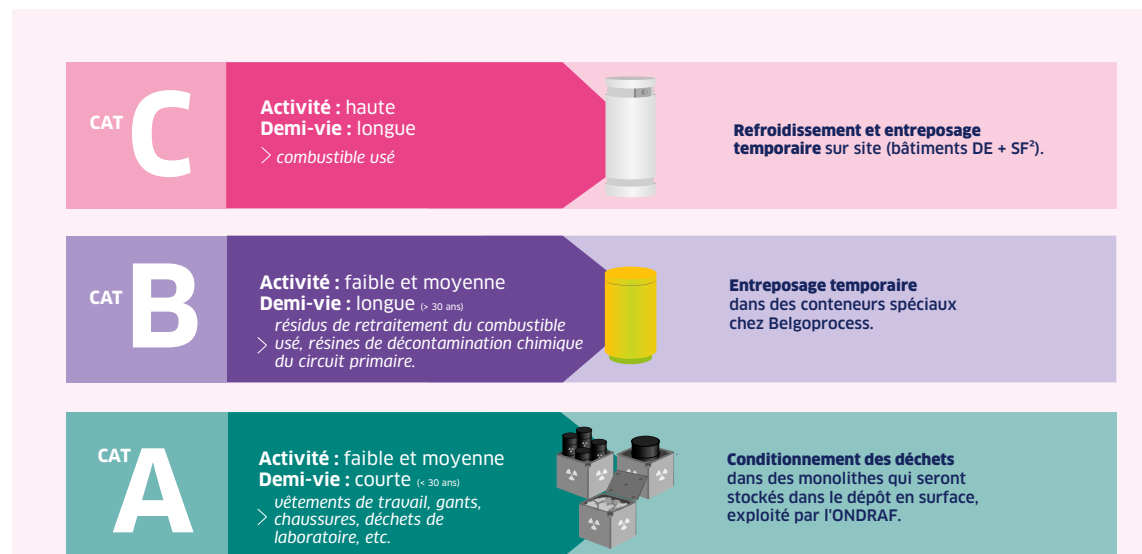 CAT C
Activité : haute
Demi-vie : longue
> combustible usé
Refroidissement et entreposage
temporaire sur site (bâtiments DE + SF²).
CAT B
Activité : faible et moyenne
Demi-vie : longue (> 30 ans)
résidus de retraitement du combustible
> usé, résines de décontamination chimique
du circuit primaire.
Entreposage temporaire
dans des conteneurs spéciaux
chez Belgoprocess.
CAT A
Activité : faible et moyenne
Demi-vie : courte (< 30 ans)
vêtements de travail, gants,
> chaussures, déchets de
laboratoire, etc.
Conditionnement des déchets
dans des monolithes qui seront
stockés dans le dépôt en surface,
exploité par l'ONDRAF.